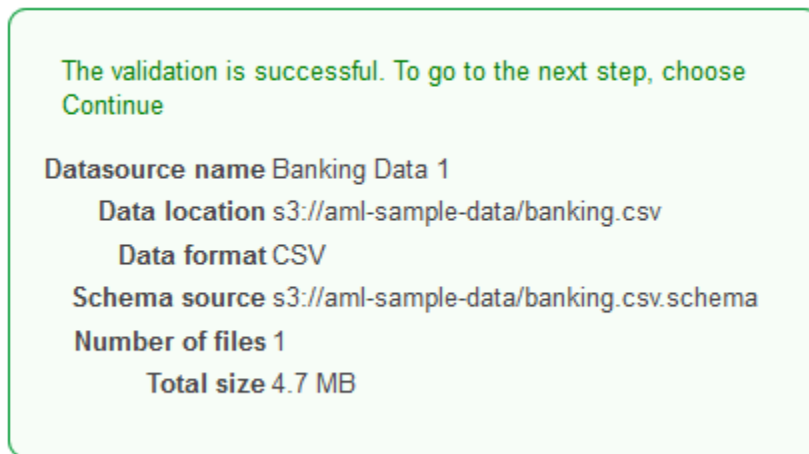 The validation is successful. To go to the next step, choose
Continue
Datasource name Banking Data 1
Data location s3://aml-sample-data/banking.csv
Data format CSV
Schema source s3://aml-sample-data/banking.csv.schema
Number of files 1
Total size 4.7 MB